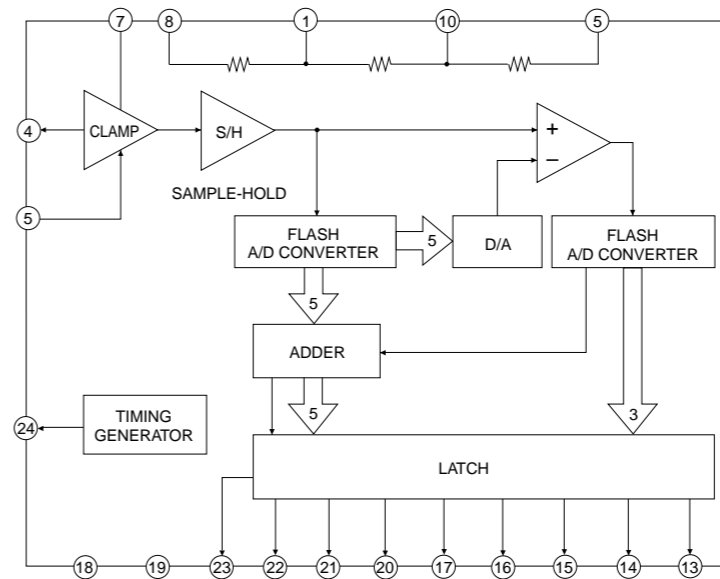 7 8 1 10 5
4 CLAMP S/H + −
5
SAMPLE-HOLD
FLASH
A/D CONVERTER
5
D/A
FLASH
A/D CONVERTER
5
ADDER
5
3
24
TIMING
GENERATOR
LATCH
18 19 23 22 21 20 17 16 15 14 13